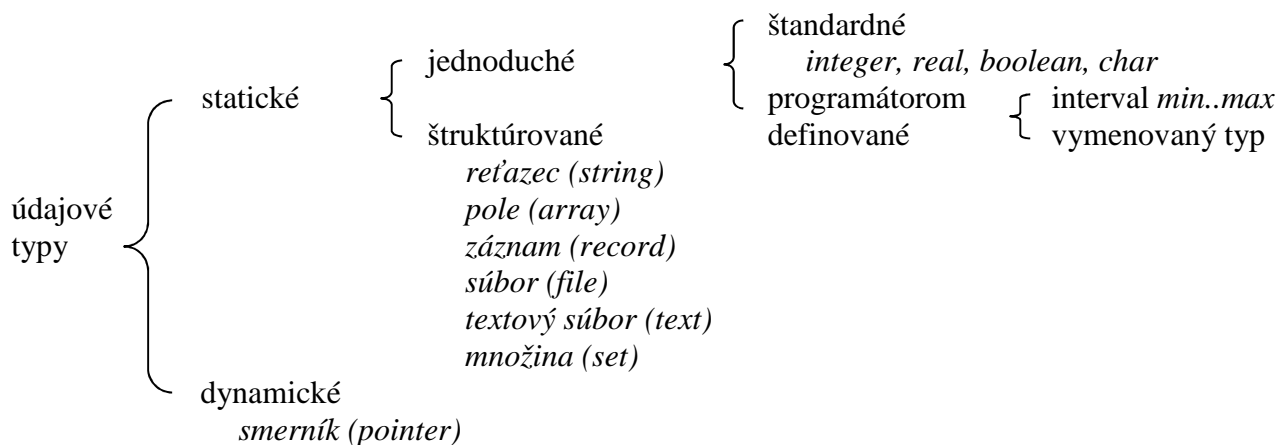 údajové
typy
statické
jednoduché
štandardné
integer, real, boolean, char
programátorom
definované
interval min..max
vymenovaný typ
štruktúrované
reťazec (string)
pole (array)
záznam (record)
súbor (file)
textový súbor (text)
množina (set)
dynamické
smerník (pointer)